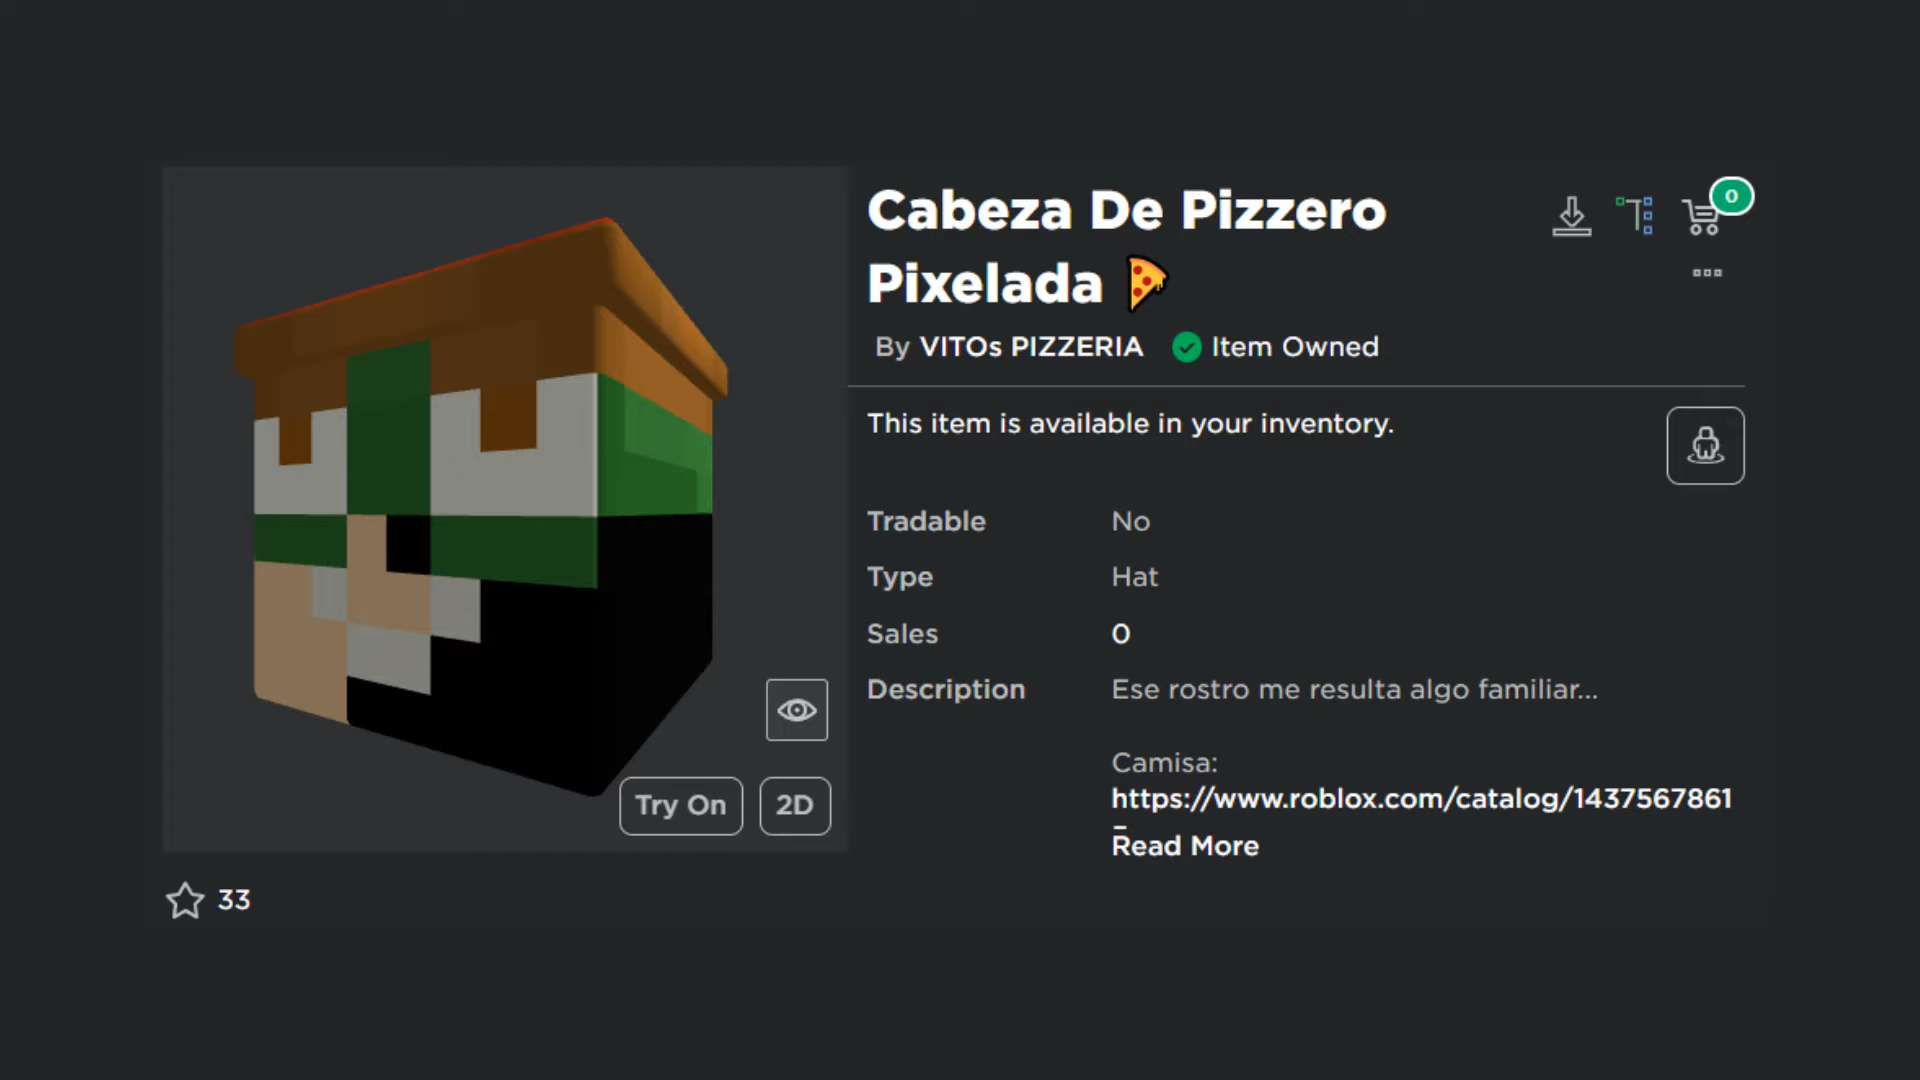 Cabeza De Pizzero
Pixelada 🍕
0
By VITOs PIZZERIA Item Owned
This item is available in your inventory.
Tradable No
Type Hat
Sales 0
Description Ese rostro me resulta algo familiar...
Camisa:
https://www.roblox.com/catalog/1437567861
Read More
Try On 2D
33